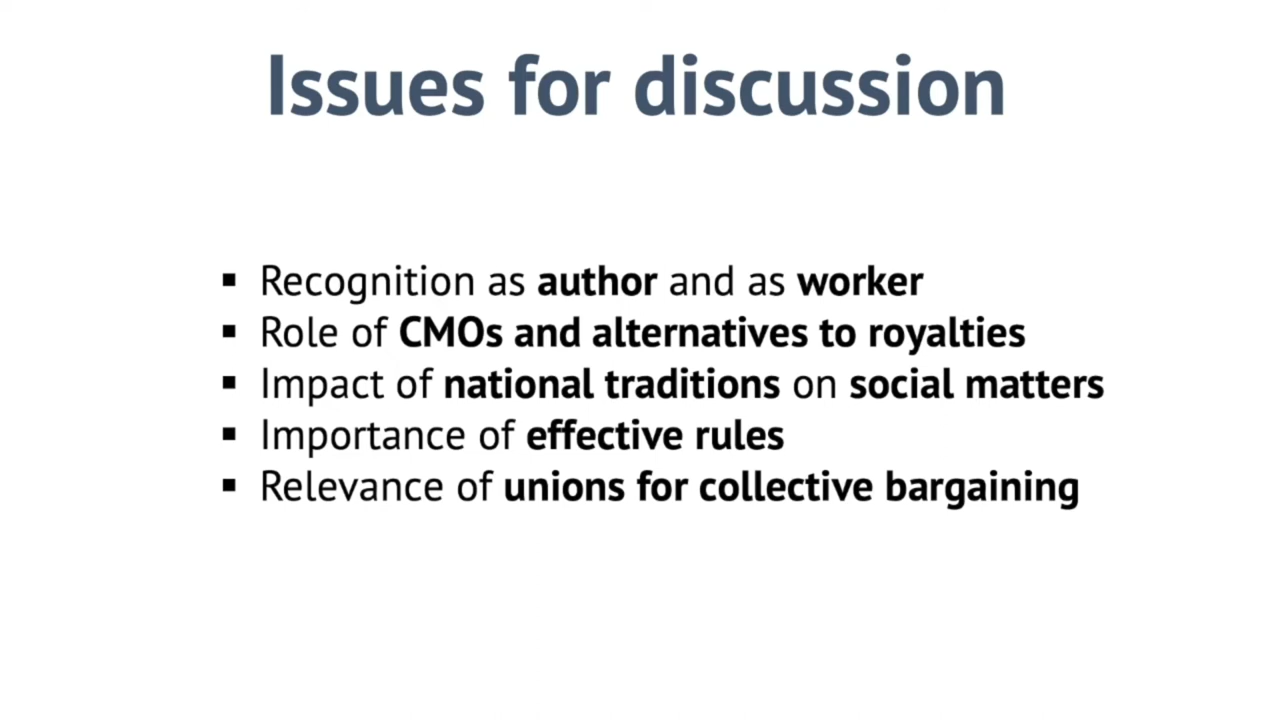 Issues for discussion
▪ Recognition as author and as worker
▪ Role of CMOs and alternatives to royalties
▪ Impact of national traditions on social matters
▪ Importance of effective rules
▪ Relevance of unions for collective bargaining